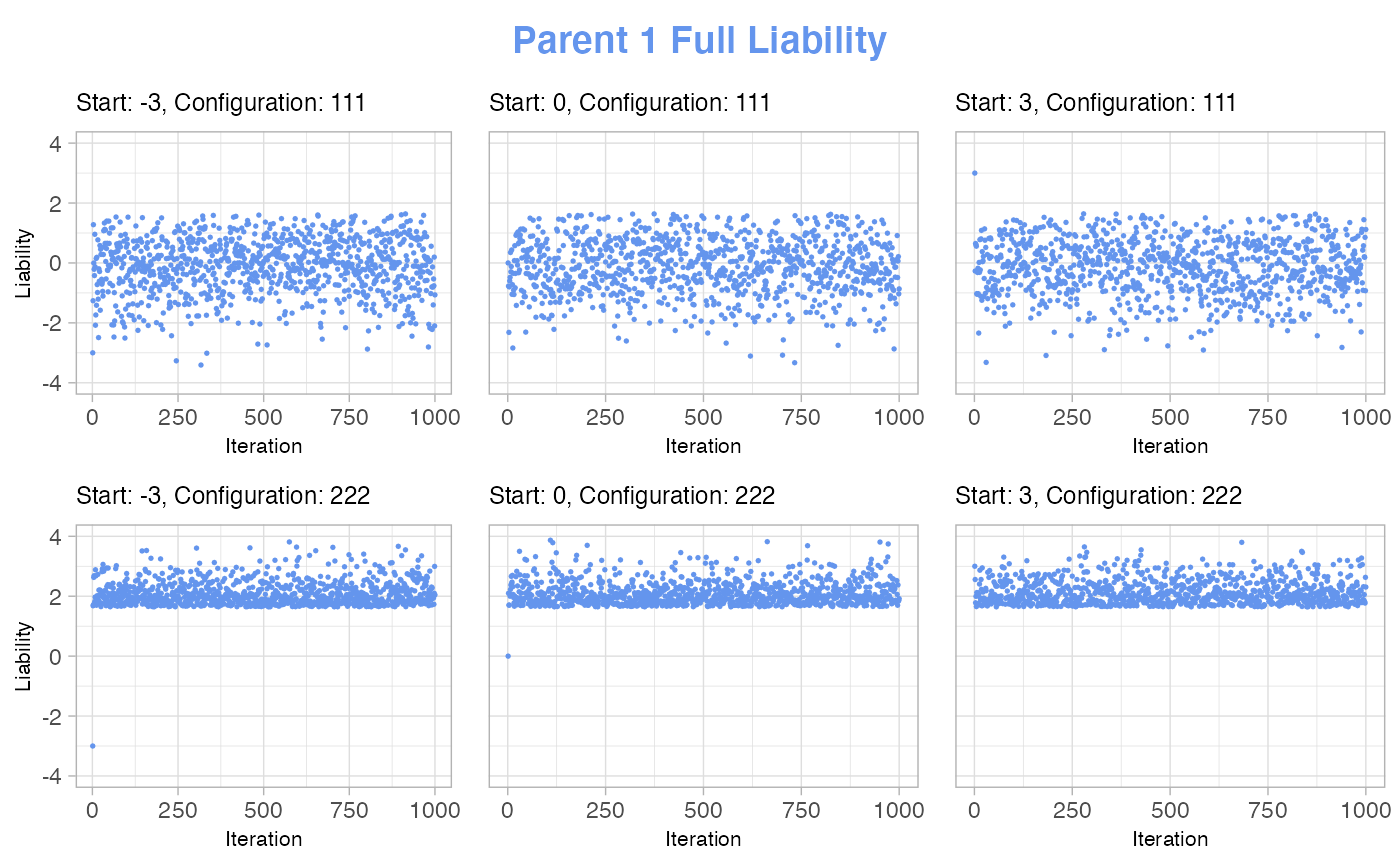 Parent 1 Full Liability
Start: -3, Configuration: 111
Start: 0, Configuration: 111
Start: 3, Configuration: 111
4
2
0
-2
-4
Liability
0 250 500 750 1000
0 250 500 750 1000
0 250 500 750 1000
Iteration
Iteration
Iteration
Start: -3, Configuration: 222
Start: 0, Configuration: 222
Start: 3, Configuration: 222
4
2
0
-2
-4
Liability
0 250 500 750 1000
0 250 500 750 1000
0 250 500 750 1000
Iteration
Iteration
Iteration